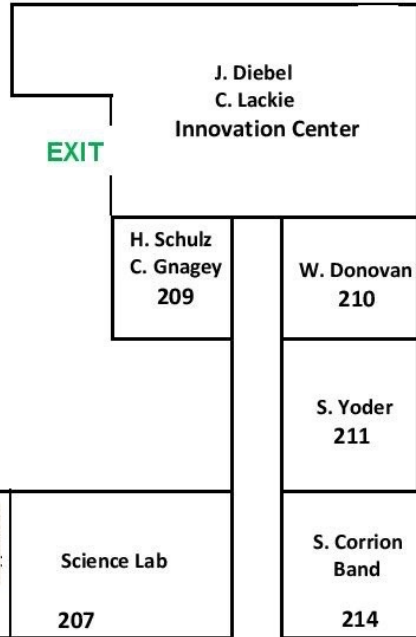 J. Diebel
C. Lackie
Innovation Center
EXIT
H. Schulz
C. Gnagey
209
W. Donovan
210
S. Yoder
211
Science Lab
207
S. Corrion
Band
214